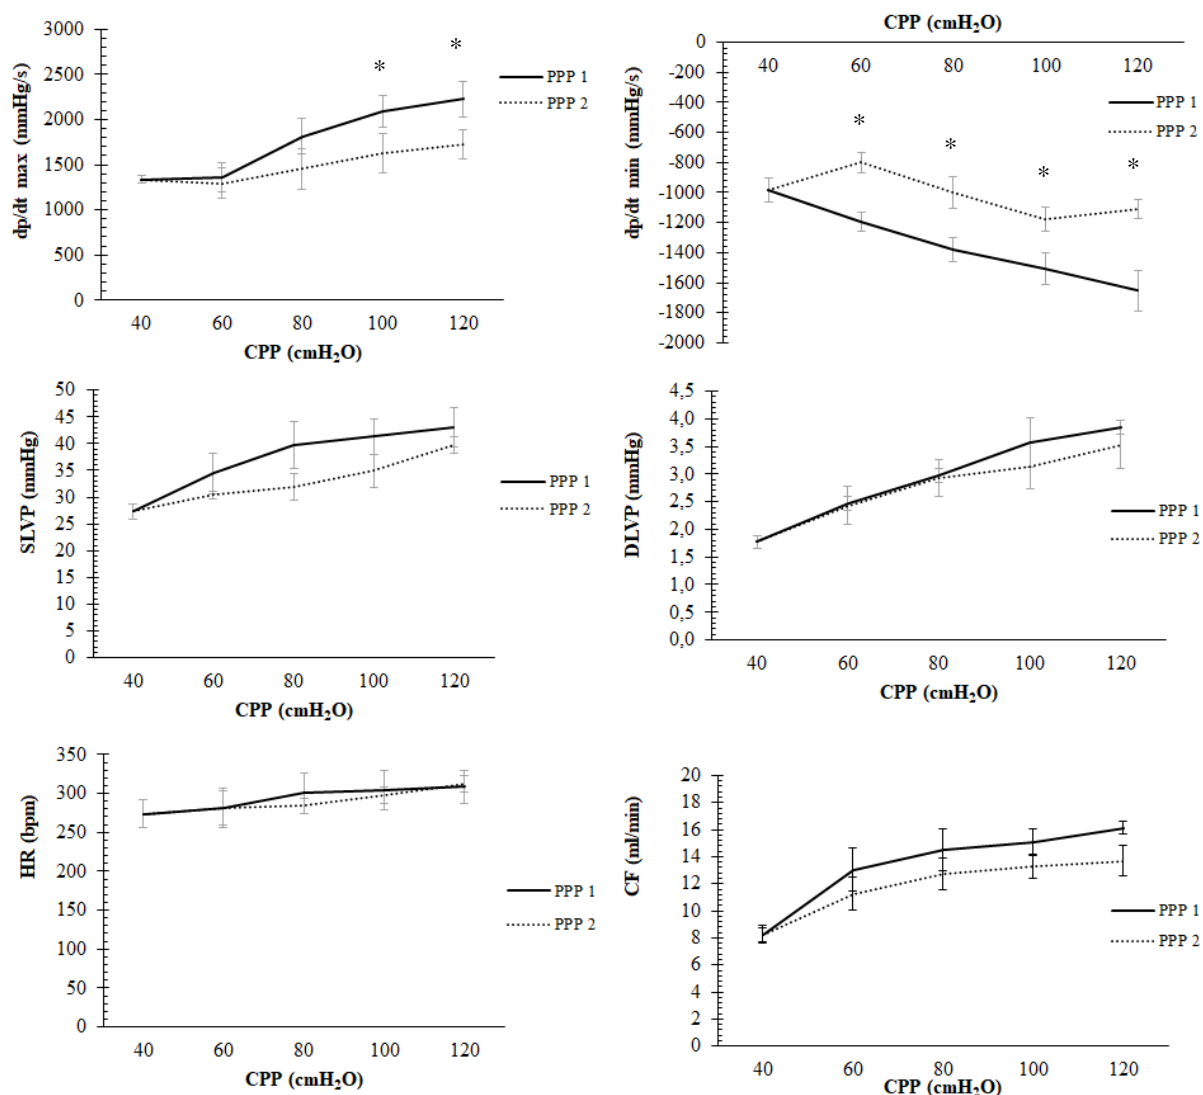 3000
2500
2000
1500
1000
500
0
dp/dt max (mmHg/s)
* *
PPP 1
PPP 2
40 60 80 100 120
CPP (cmH₂O)
CPP (cmH₂O)
0
-200
-400
-600
-800
-1000
-1200
-1400
-1600
-1800
-2000
dp/dt min (mmHg/s)
40 60 80 100 120
* * * *
PPP 1
PPP 2
50
45
40
35
30
25
20
15
10
5
0
SLVP (mmHg)
PPP 1
PPP 2
40 60 80 100 120
CPP (cmH₂O)
4,5
4,0
3,5
3,0
2,5
2,0
1,5
1,0
0,5
0,0
DLVP (mmHg)
PPP 1
PPP 2
40 60 80 100 120
CPP (cmH₂O)
350
300
250
200
150
100
50
0
HR (bpm)
PPP 1
PPP 2
40 60 80 100 120
CPP (cmH₂O)
20
18
16
14
12
10
8
6
4
2
0
CF (ml/min)
PPP 1
PPP 2
40 60 80 100 120
CPP (cmH₂O)